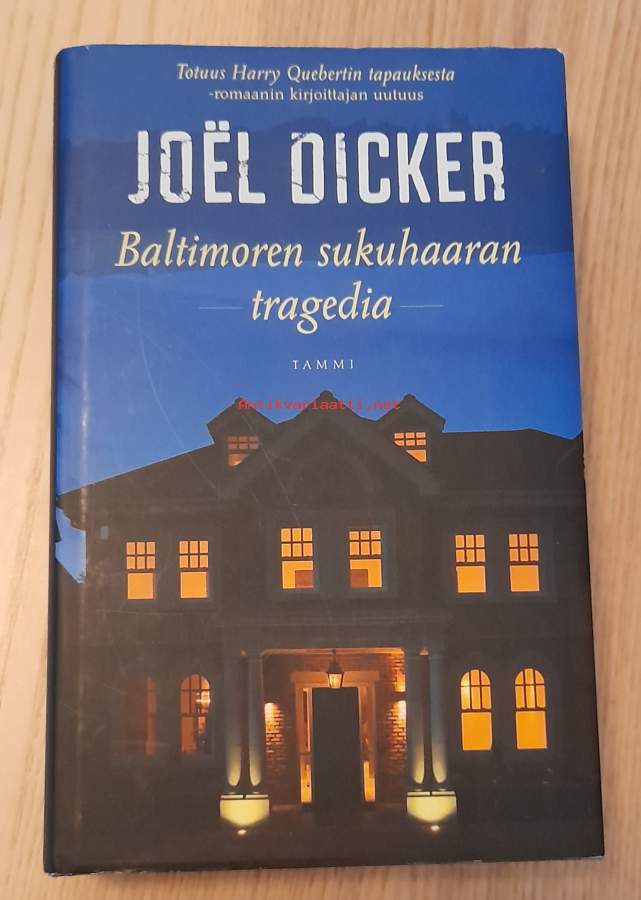 Totuus Harry Quebertin tapauksesta
-romaanin kirjoittajan uutuus
JOËL DICKER
Baltimoren sukuhaaran
tragedia
TAMMI
Antikvariaatti.net